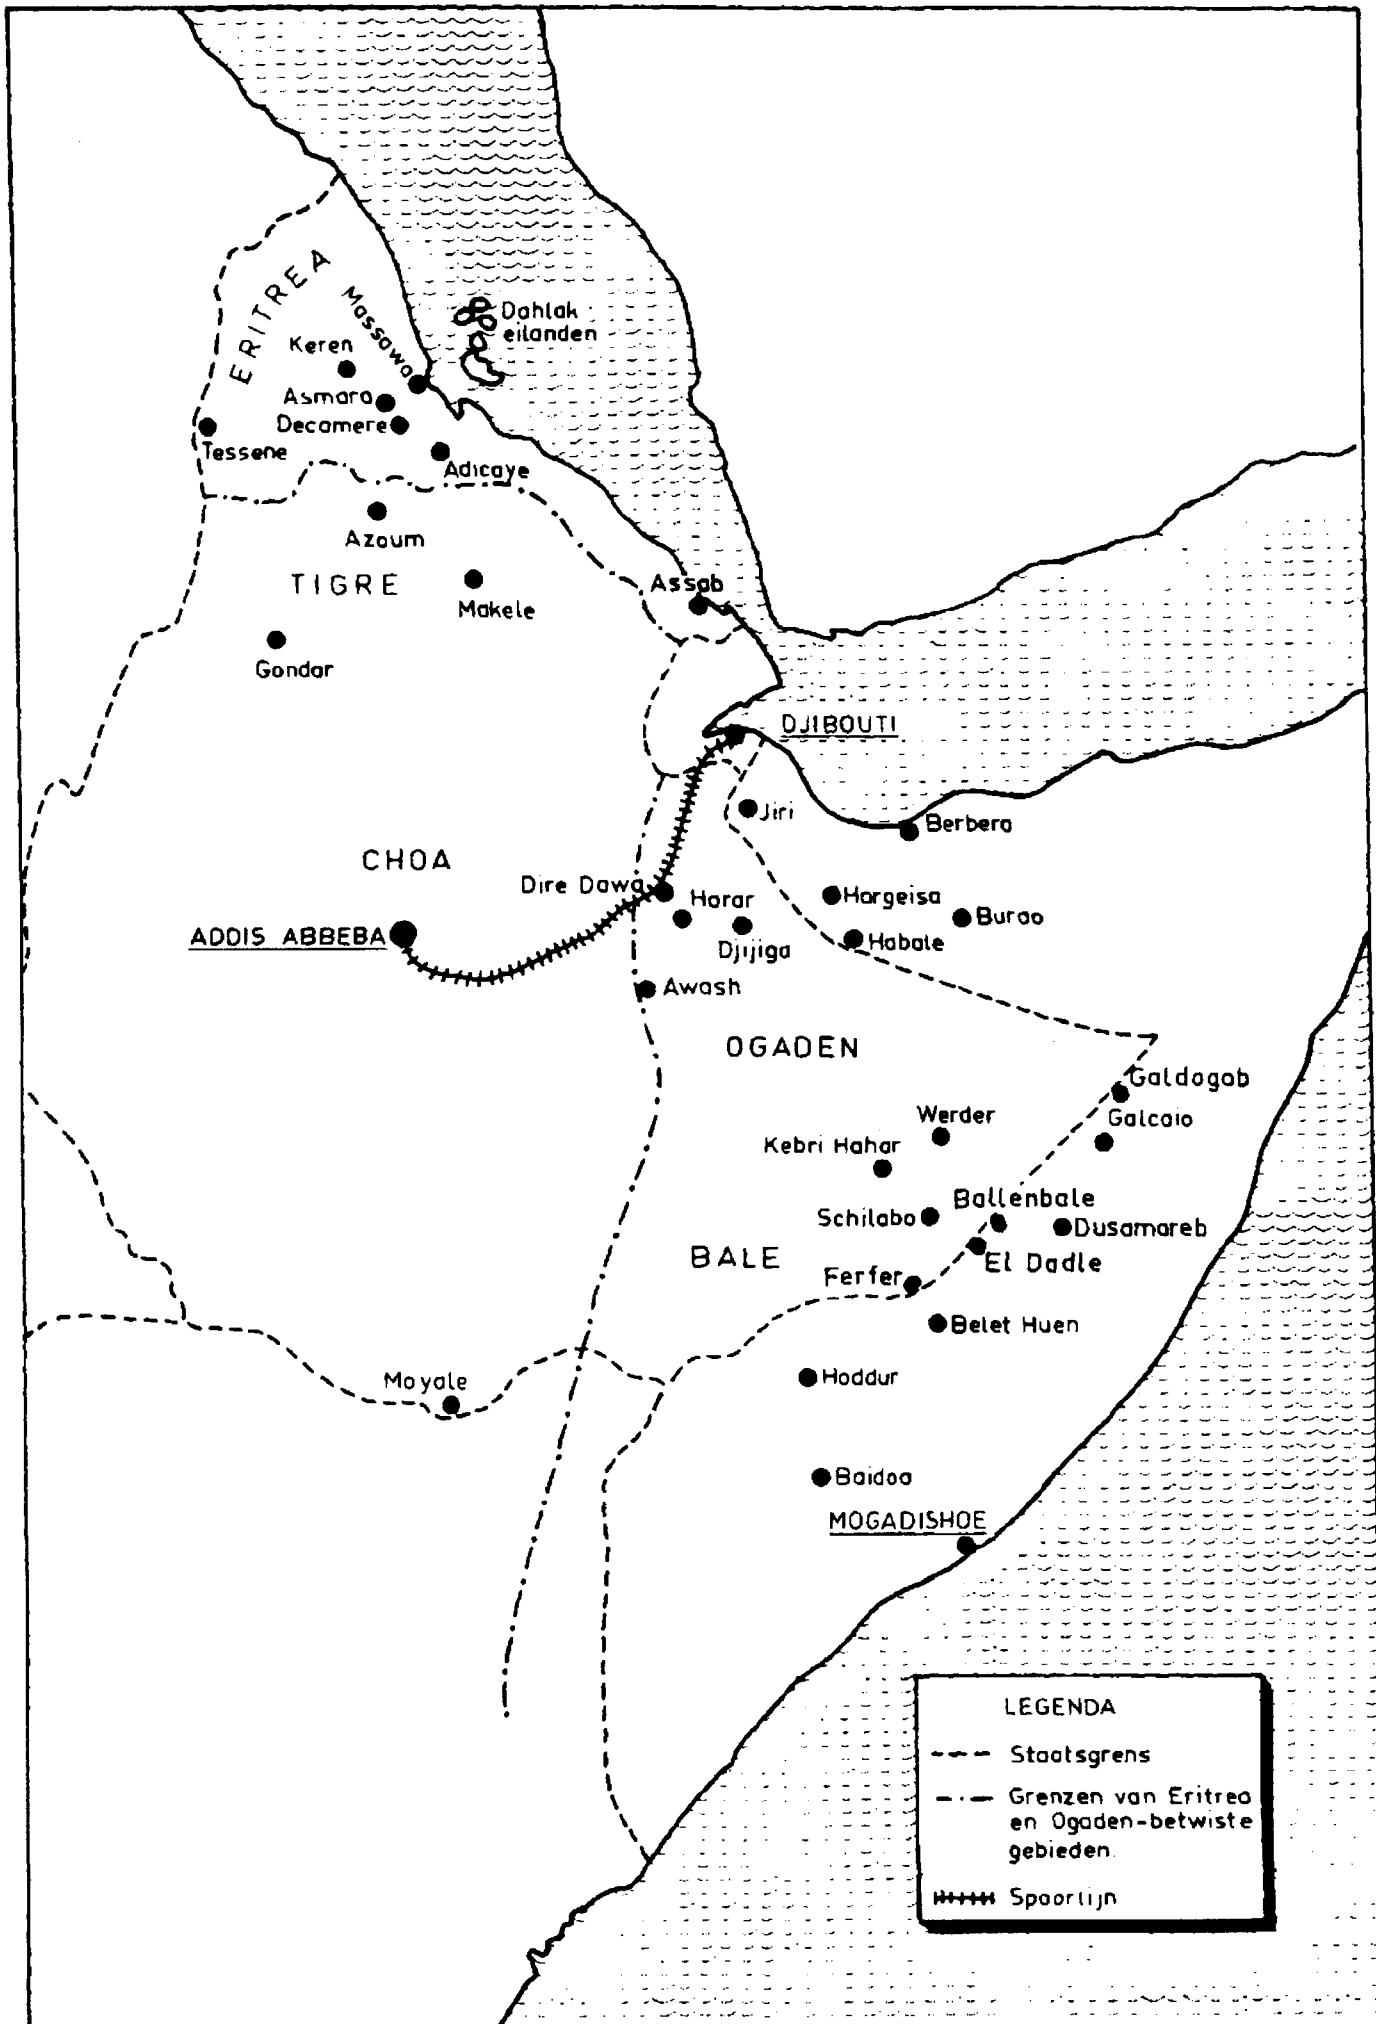 ERITREA
Massawa
Dahlak
eilanden
Keren
Asmara
Decamere
Tessene
Adicaye
Azoum
TIGRE
Makele
Assab
Gondar
DJIBOUTI
Jiri
Berbera
CHOA
Dire Dawa
Harar
Hargeisa
Burao
ADDIS ABBEBA
Djijiga
Habale
Awash
OGADEN
Galdogob
Werder
Galcaio
Kebri Hahar
Ballenbale
Schilabo
Dusamareb
BALE
El Dadle
Ferfer
Belet Huen
Moyale
Hoddur
Baidoa
MOGADISHOE
LEGENDA
Staatsgrens
Grenzen van Eritrea
en Ogaden-betwiste
gebieden.
Spoorlijn